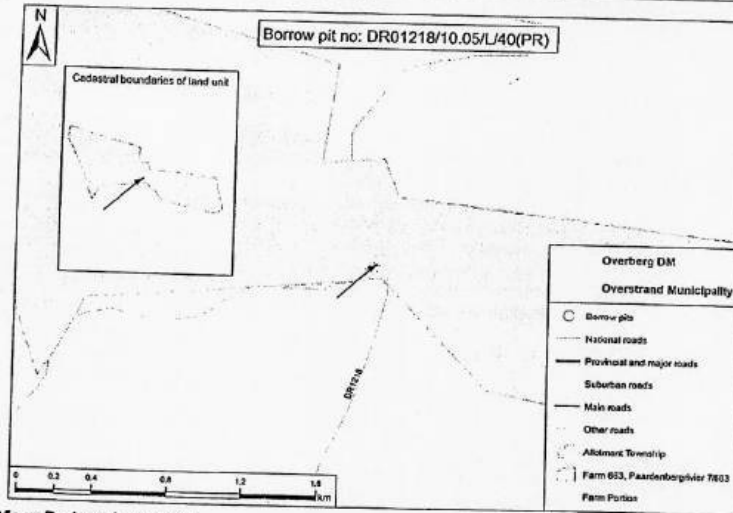 N
Borrow pit no: DR01218/10.05/L/40(PR)
Cadastral boundaries of land unit
DR1218
Overberg DM
Overstrand Municipality
Borrow pits
National roads
Provincial and major roads
Suburban roads
Main roads
Other roads
Allotment Township
Farm 663, Paardenbergrivier 7/663
Farm Portion
0 0.2 0.4 0.8 1.2 1.6
km